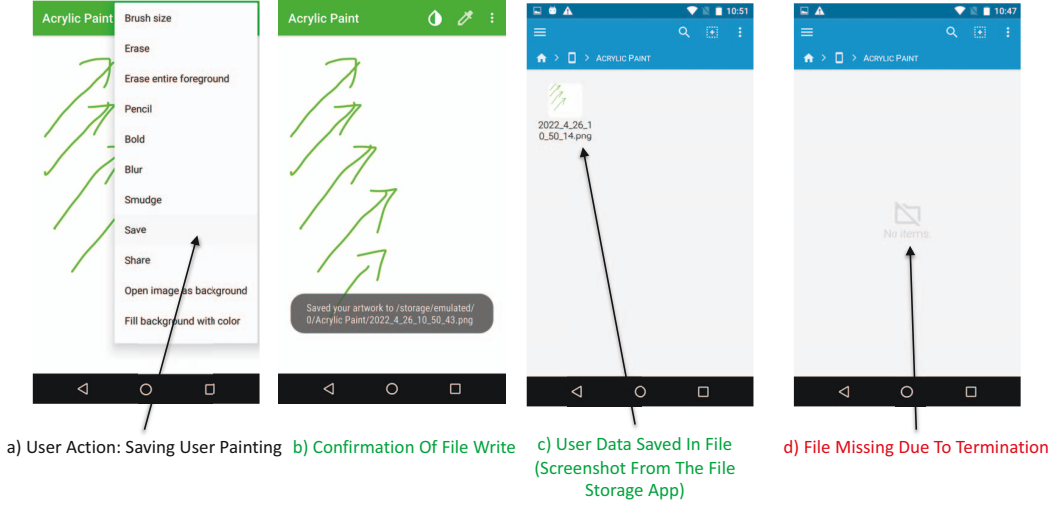 Acrylic Paint
Brush size
Erase
Erase entire foreground
Pencil
Bold
Blur
Smudge
Save
Share
Open image as background
Fill background with color
Acrylic Paint
Saved your artwork to /storage/emulated/
0/Acrylic Paint/2022_4_26_10_50_43.png
10:51
ACRYLIC PAINT
2022_4_26_1
0_50_14.png
10:47
ACRYLIC PAINT
No items.
a) User Action: Saving User Painting
b) Confirmation Of File Write
c) User Data Saved In File
(Screenshot From The File
Storage App)
d) File Missing Due To Termination